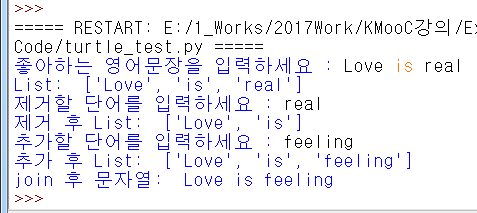 >>>
===== RESTART: E:/1_Works/2017Work/KMooC강의/Ex
Code/turtle_test.py =====
좋아하는 영어문장을 입력하세요 : Love is real
List:  ['Love', 'is', 'real']
제거할 단어를 입력하세요 : real
제거 후 List:  ['Love', 'is']
추가할 단어를 입력하세요 : feeling
추가 후 List:  ['Love', 'is', 'feeling']
join 후 문자열:  Love is feeling
>>>